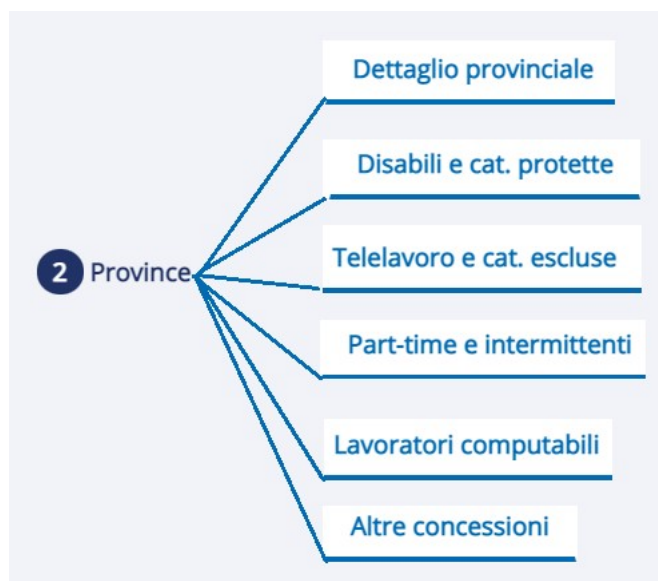 Dettaglio provinciale
Disabili e cat. protette
Telelavoro e cat. escluse
2 Province
Part-time e intermittenti
Lavoratori computabili
Altre concessioni